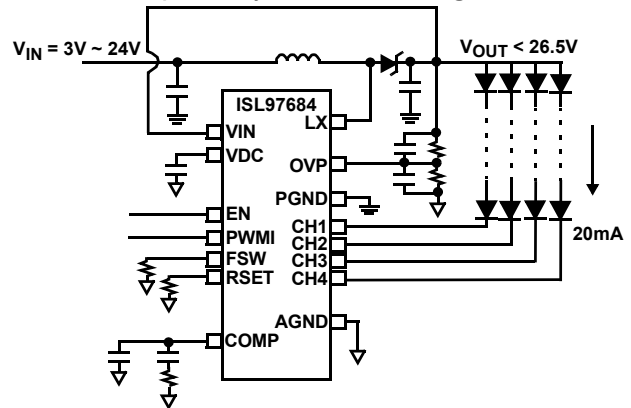 V_IN = 3V ~ 24V
V_OUT < 26.5V
ISL97684
VIN
LX
VDC
OVP
PGND
EN
CH1
PWMI
CH2
20mA
FSW
CH3
RSET
CH4
AGND
COMP